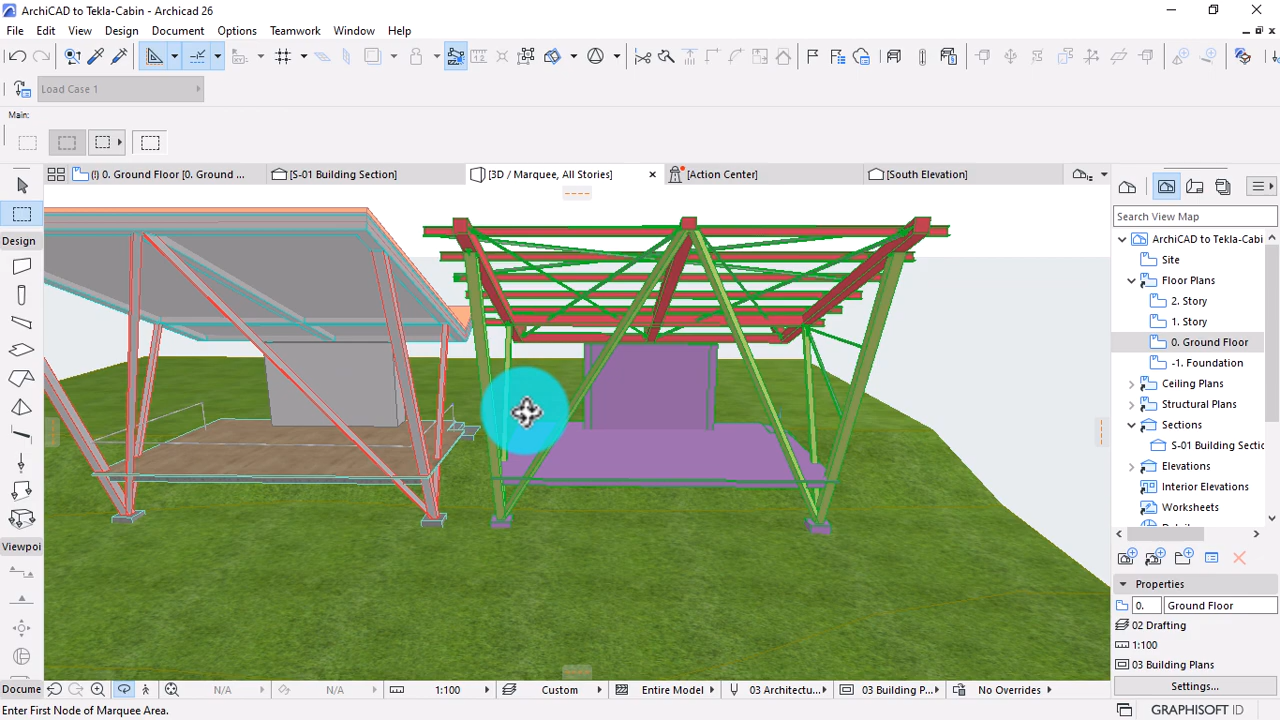 ArchiCAD to Tekla-Cabin - Archicad 26
File Edit View Design Document Options Teamwork Window Help
Load Case 1
Main:
(!) 0. Ground Floor [0. Ground ...
[S-01 Building Section]
[3D / Marquee, All Stories]
[Action Center]
[South Elevation]
Design
Viewpoi
Docume
Search View Map
ArchiCAD to Tekla-Cabi
Site
Floor Plans
2. Story
1. Story
0. Ground Floor
-1. Foundation
Ceiling Plans
Structural Plans
Sections
S-01 Building Sectio
Elevations
Interior Elevations
Worksheets
Properties
0. Ground Floor
02 Drafting
1:100
03 Building Plans
Settings...
N/A N/A 1:100 Custom Entire Model 03 Architectu... 03 Building P... No Overrides
Enter First Node of Marquee Area.
GRAPHISOFT ID